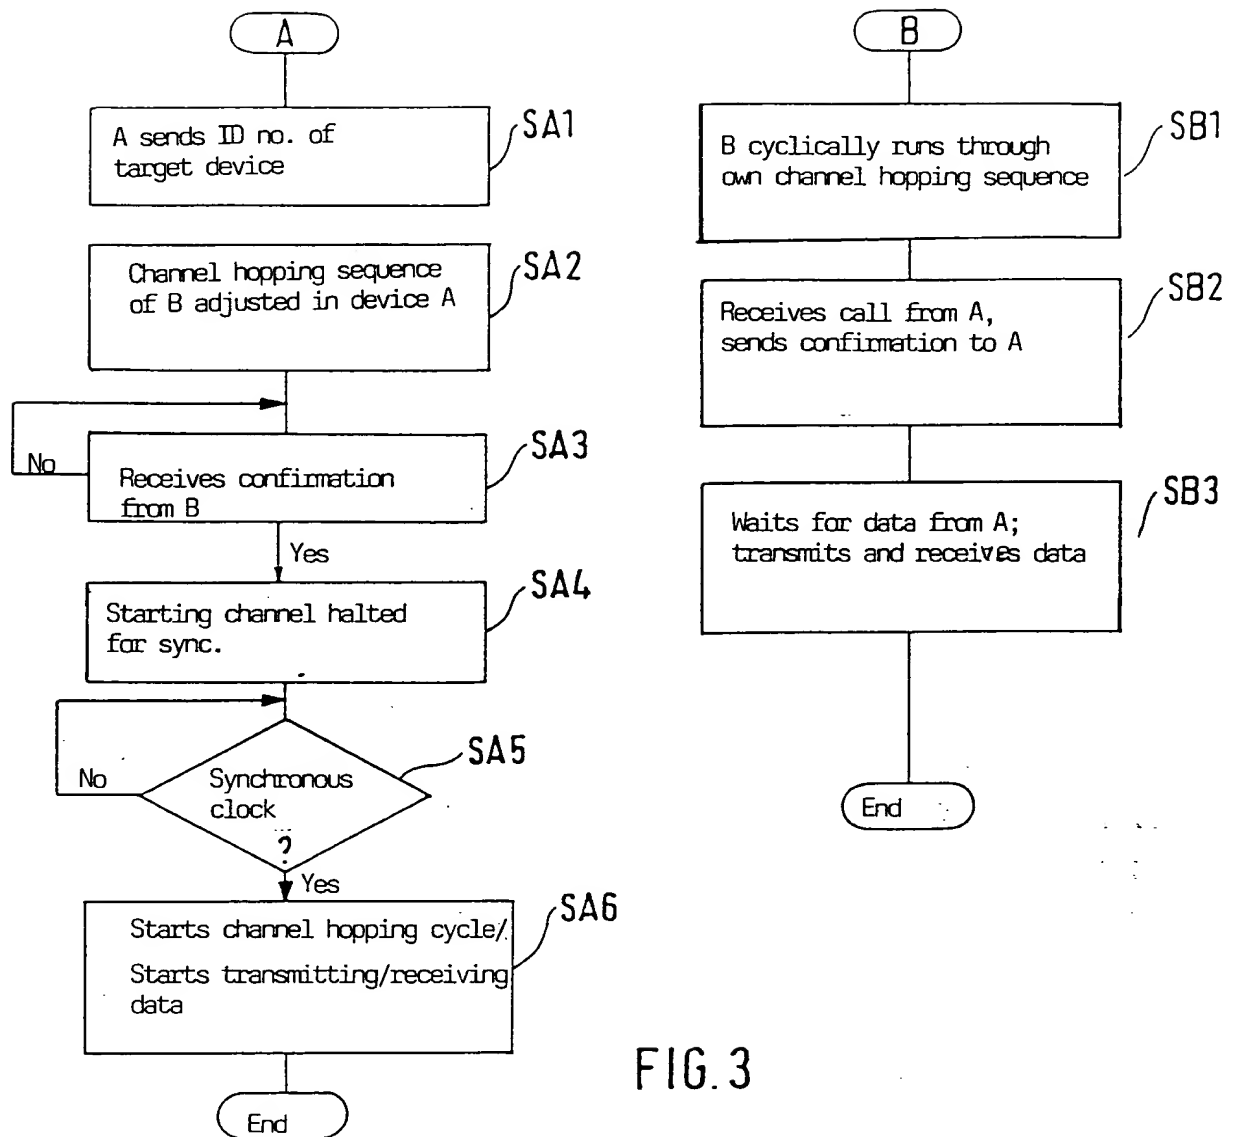 A
A sends ID no. of
target device
SA1
Channel hopping sequence
of B adjusted in device A
SA2
No
Receives confirmation
from B
SA3
Yes
Starting channel halted
for sync.
SA4
No
Synchronous
clock
?
SA5
Yes
Starts channel hopping cycle/
Starts transmitting/receiving
data
SA6
End
B
B cyclically runs through
own channel hopping sequence
SB1
Receives call from A,
sends confirmation to A
SB2
Waits for data from A;
transmits and receives data
SB3
End
FIG. 3